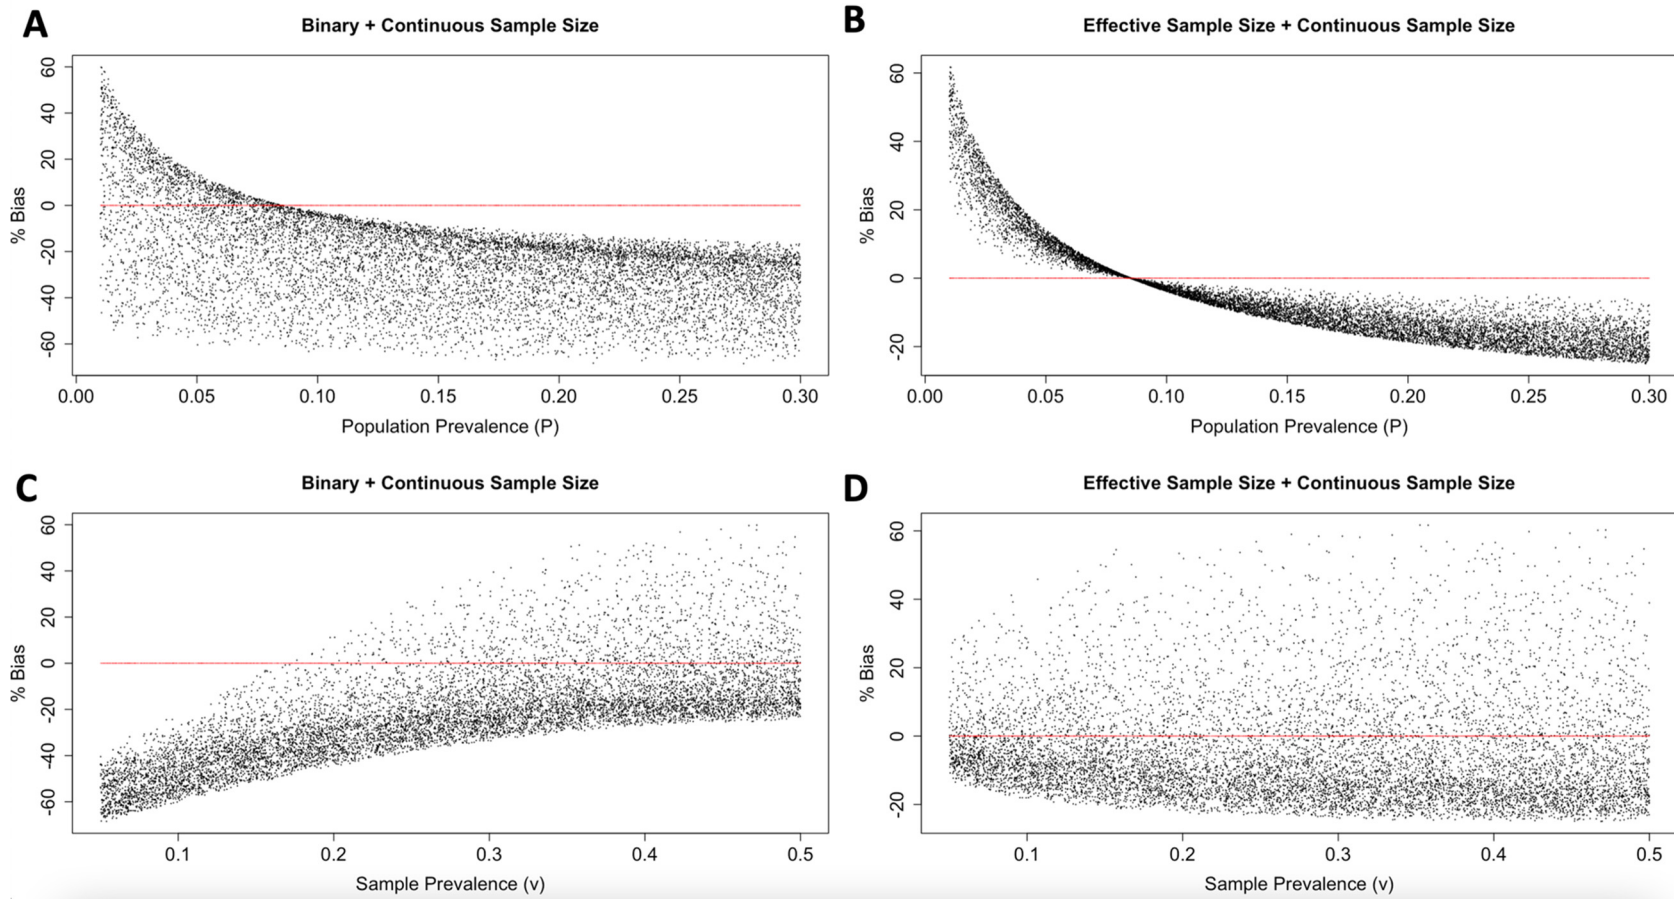 A
Binary + Continuous Sample Size
% Bias
60
40
20
0
-20
-40
-60
0.00 0.05 0.10 0.15 0.20 0.25 0.30
Population Prevalence (P)
B
Effective Sample Size + Continuous Sample Size
% Bias
60
40
20
0
-20
0.00 0.05 0.10 0.15 0.20 0.25 0.30
Population Prevalence (P)
C
Binary + Continuous Sample Size
% Bias
60
40
20
0
-20
-40
-60
0.1 0.2 0.3 0.4 0.5
Sample Prevalence (v)
D
Effective Sample Size + Continuous Sample Size
% Bias
60
40
20
0
-20
0.1 0.2 0.3 0.4 0.5
Sample Prevalence (v)